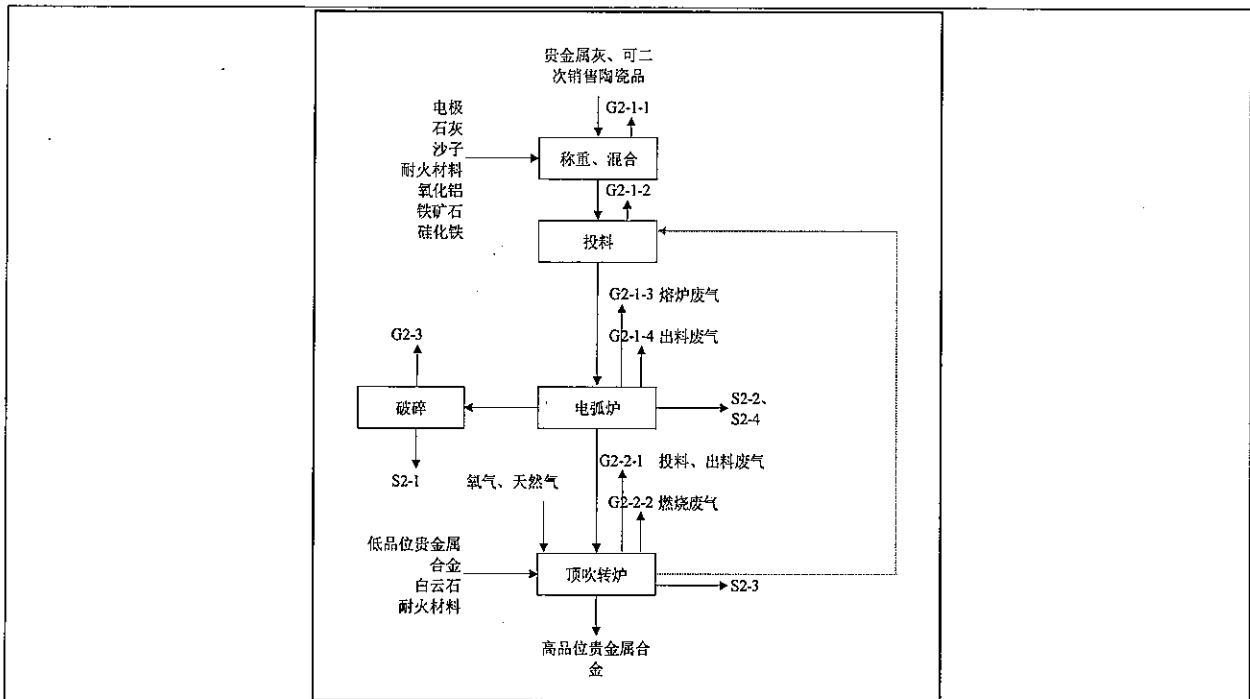 贵金属灰、可二
次销售陶瓷品
G2-1-1
电极
石灰
沙子
耐火材料
氧化铝
铁矿石
硅化铁
称重、混合
G2-1-2
投料
G2-1-3 熔炉废气
G2-1-4 出料废气
G2-3
破碎
电弧炉
S2-2、
S2-4
S2-1
G2-2-1 投料、出料废气
氧气、天然气
G2-2-2 燃烧废气
低品位贵金属
合金
白云石
耐火材料
顶吹转炉
S2-3
高品位贵金属合
金